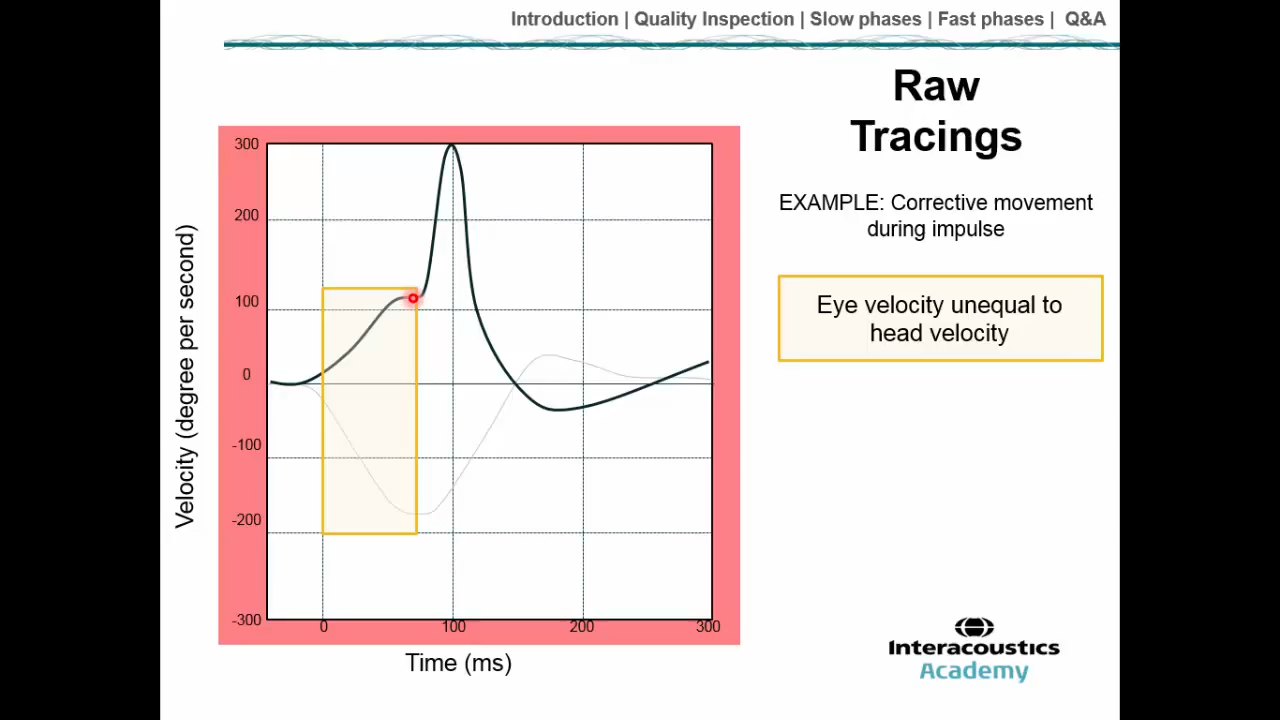 Introduction | Quality Inspection | Slow phases | Fast phases | Q&A
Raw
Tracings
EXAMPLE: Corrective movement
during impulse
Eye velocity unequal to
head velocity
Velocity (degree per second)
300
200
100
0
-100
-200
-300
0 100 200 300
Time (ms)
Interacoustics
Academy